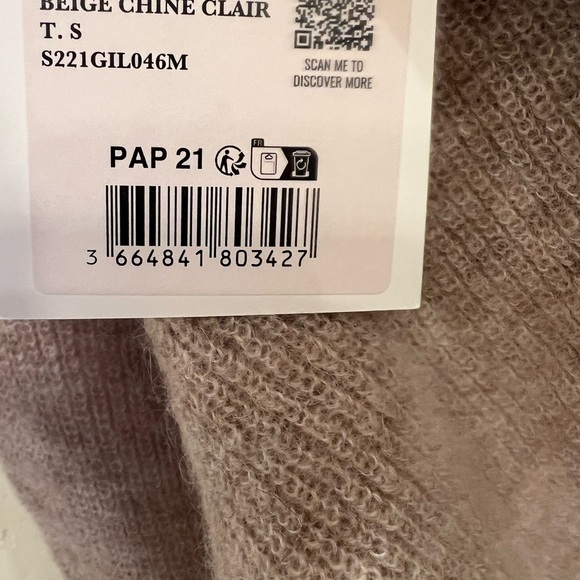 BEIGE CHINE CLAIR
T. S
S221GIL046M
SCAN ME TO
DISCOVER MORE
PAP 21
FR
3 664841 803427